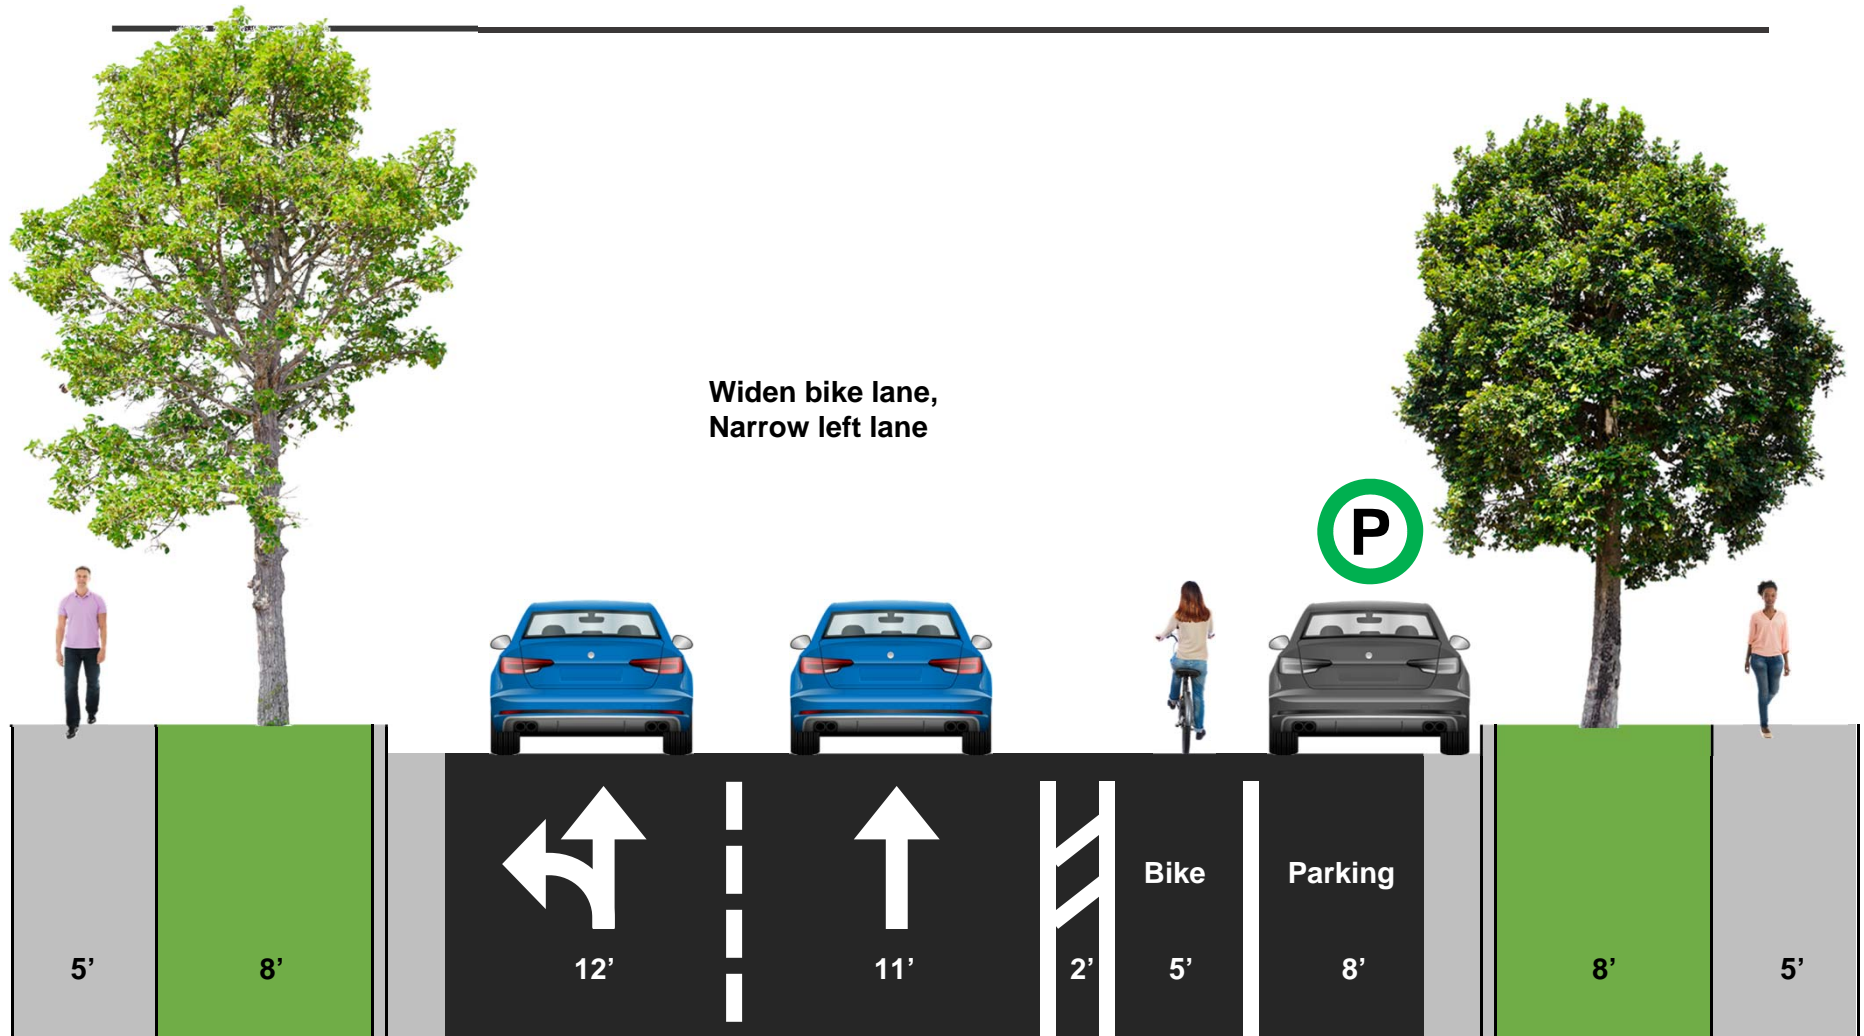 Widen bike lane,
Narrow left lane
P
Bike
Parking
5’
8’
12’
11’
2’
5’
8’
8’
5’